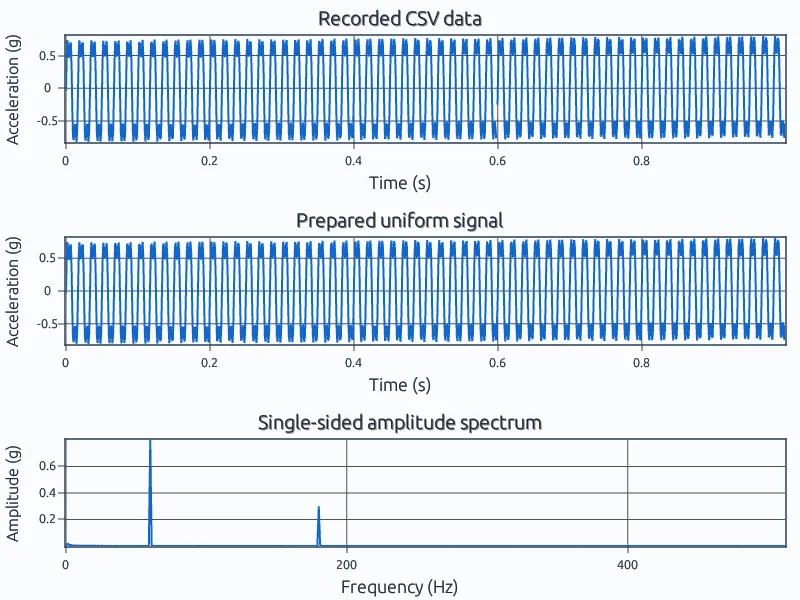 Recorded CSV data
Acceleration (g)
0.5
0
-0.5
0 0.2 0.4 0.6 0.8
Time (s)
Prepared uniform signal
Acceleration (g)
0.5
0
-0.5
0 0.2 0.4 0.6 0.8
Time (s)
Single-sided amplitude spectrum
Amplitude (g)
0.6
0.4
0.2
0 200 400
Frequency (Hz)